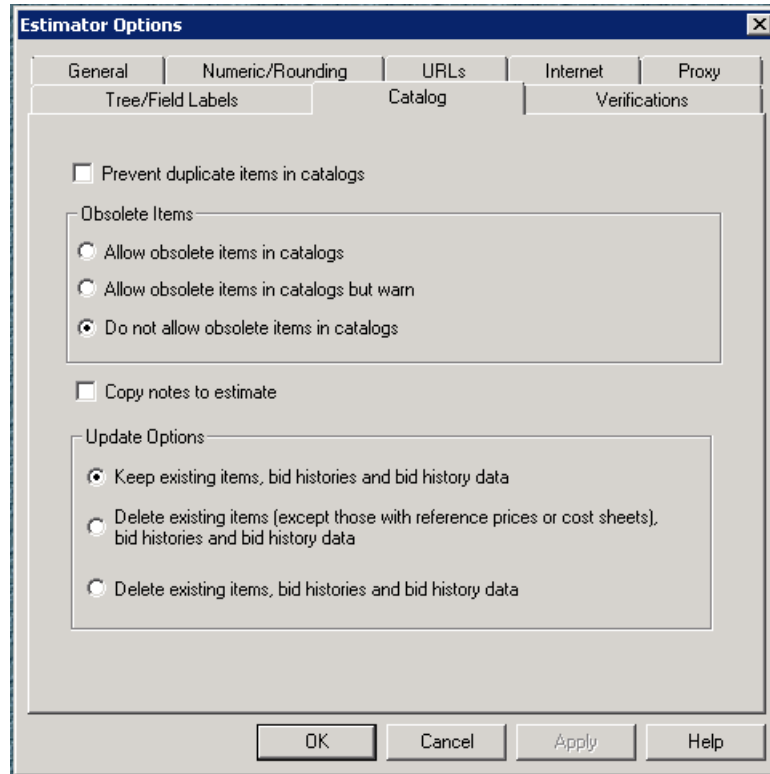 Estimator Options
General
Numeric/Rounding
URLs
Internet
Proxy
Tree/Field Labels
Catalog
Verifications
Prevent duplicate items in catalogs
Obsolete Items
Allow obsolete items in catalogs
Allow obsolete items in catalogs but warn
Do not allow obsolete items in catalogs
Copy notes to estimate
Update Options
Keep existing items, bid histories and bid history data
Delete existing items (except those with reference prices or cost sheets),
bid histories and bid history data
Delete existing items, bid histories and bid history data
OK
Cancel
Apply
Help